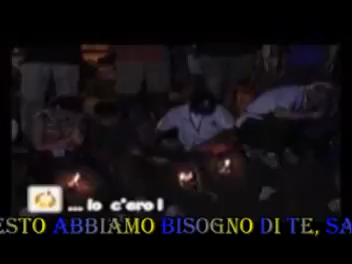 ... Io c'ero!
ESTO ABBIAMO BISOGNO DI TE, SA